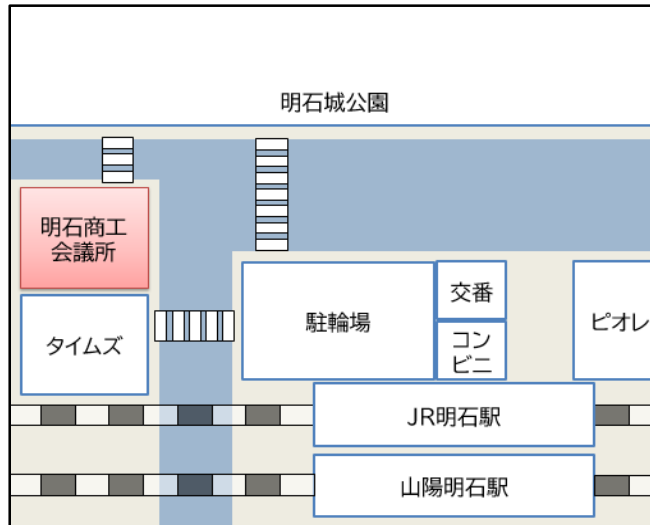 明石城公園
明石商工
会議所
タイムズ
駐輪場
交番
コン
ビニ
ピオレ
JR明石駅
山陽明石駅